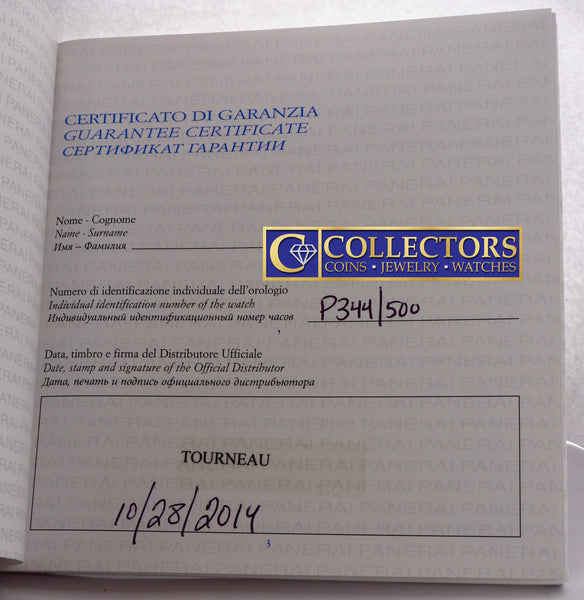 CERTIFICATO DI GARANZIA
GUARANTEE CERTIFICATE
СЕРТИФИКАТ ГАРАНТИИ
Nome - Cognome
Name - Surname
Имя – Фамилия
C COLLECTORS
COINS • JEWELRY • WATCHES
Numero di identificazione individuale dell'orologio
Individual identification number of the watch
Индивидуальный идентификационный номер часов
P344/500
Data, timbro e firma del Distributore Ufficiale
Date, stamp and signature of the Official Distributor
Дата, печать и подпись официального дистрибьютора
TOURNEAU
10/28/2014
3